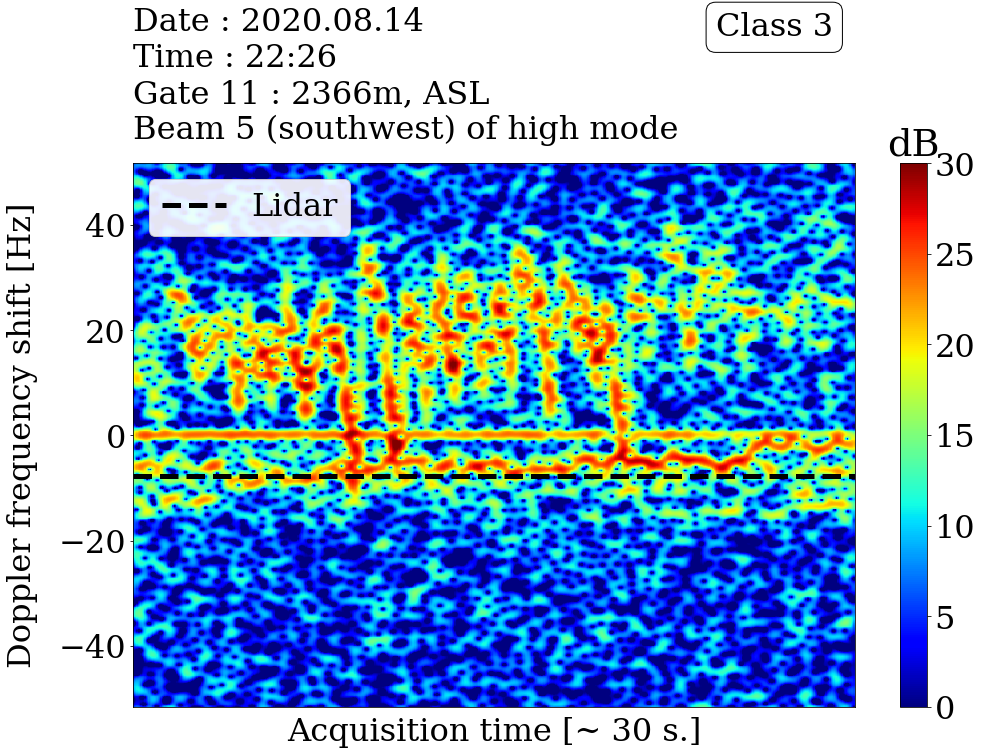 Date : 2020.08.14
Time : 22:26
Gate 11 : 2366m, ASL
Beam 5 (southwest) of high mode
Class 3
dB
Lidar
Doppler frequency shift [Hz]
40
20
0
−20
−40
Acquisition time [~ 30 s.]
30
25
20
15
10
5
0